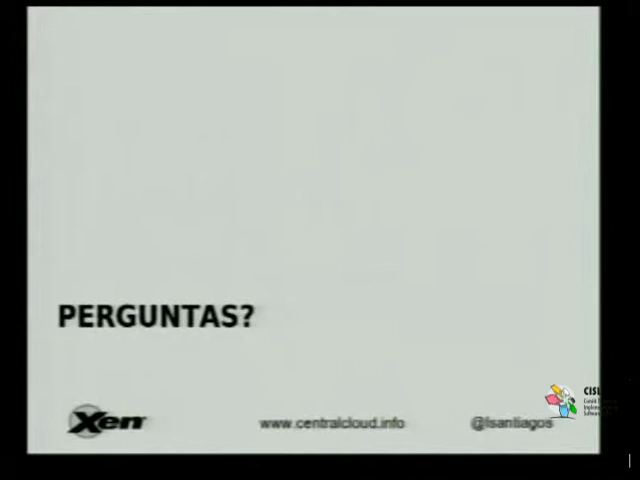 PERGUNTAS?
CISL
Xen
www.centralcloud.info
@lsantiagos